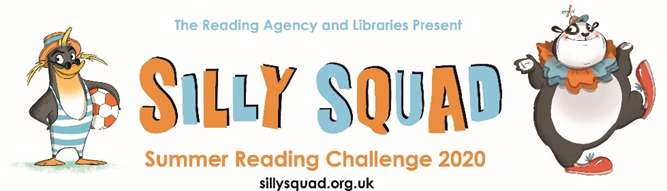 The Reading Agency and Libraries Present
SILLY SQUAD
Summer Reading Challenge 2020
sillysquad.org.uk